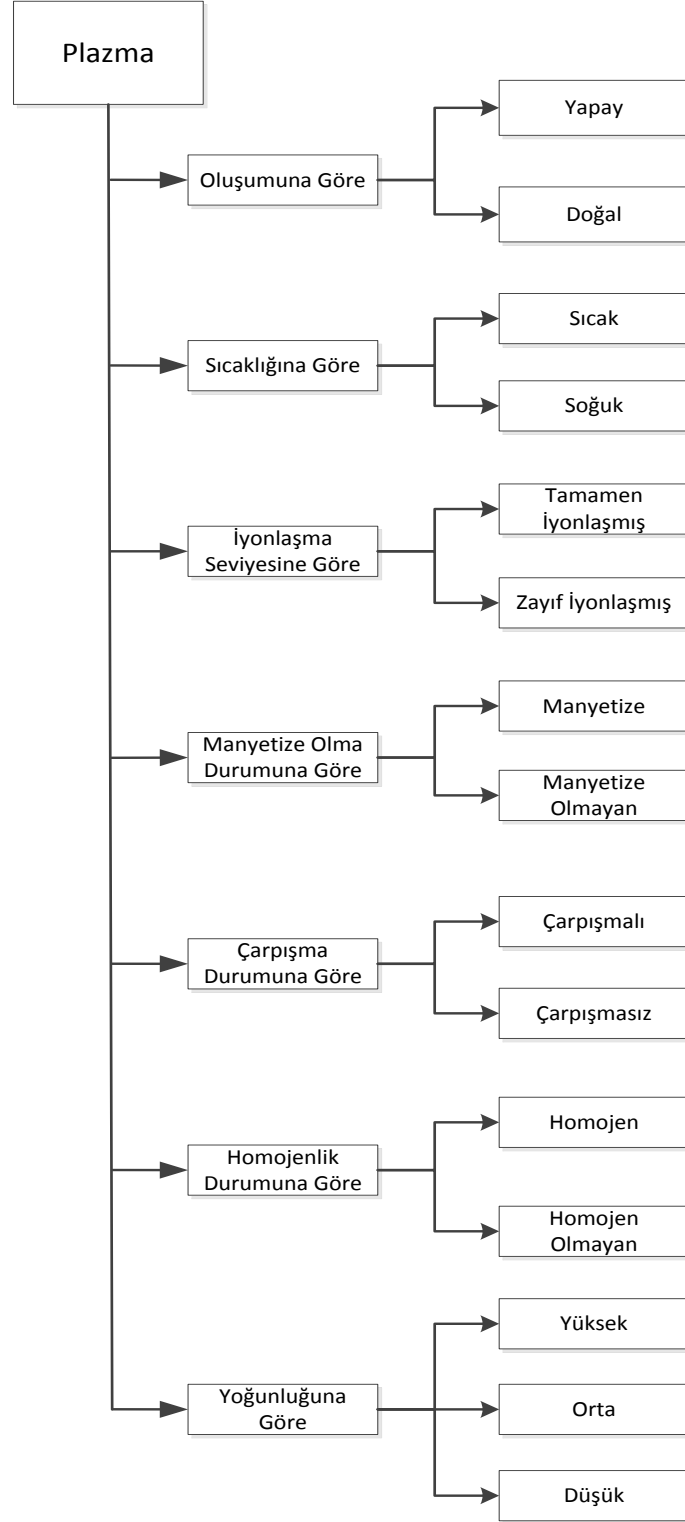 Plazma
Oluşumuna Göre
Yapay
Doğal
Sıcaklığına Göre
Sıcak
Soğuk
İyonlaşma
Seviyesine Göre
Tamamen
İyonlaşmış
Zayıf İyonlaşmış
Manyetize Olma
Durumuna Göre
Manyetize
Manyetize
Olmayan
Çarpışma
Durumuna Göre
Çarpışmalı
Çarpışmasız
Homojenlik
Durumuna Göre
Homojen
Homojen
Olmayan
Yoğunluğuna
Göre
Yüksek
Orta
Düşük